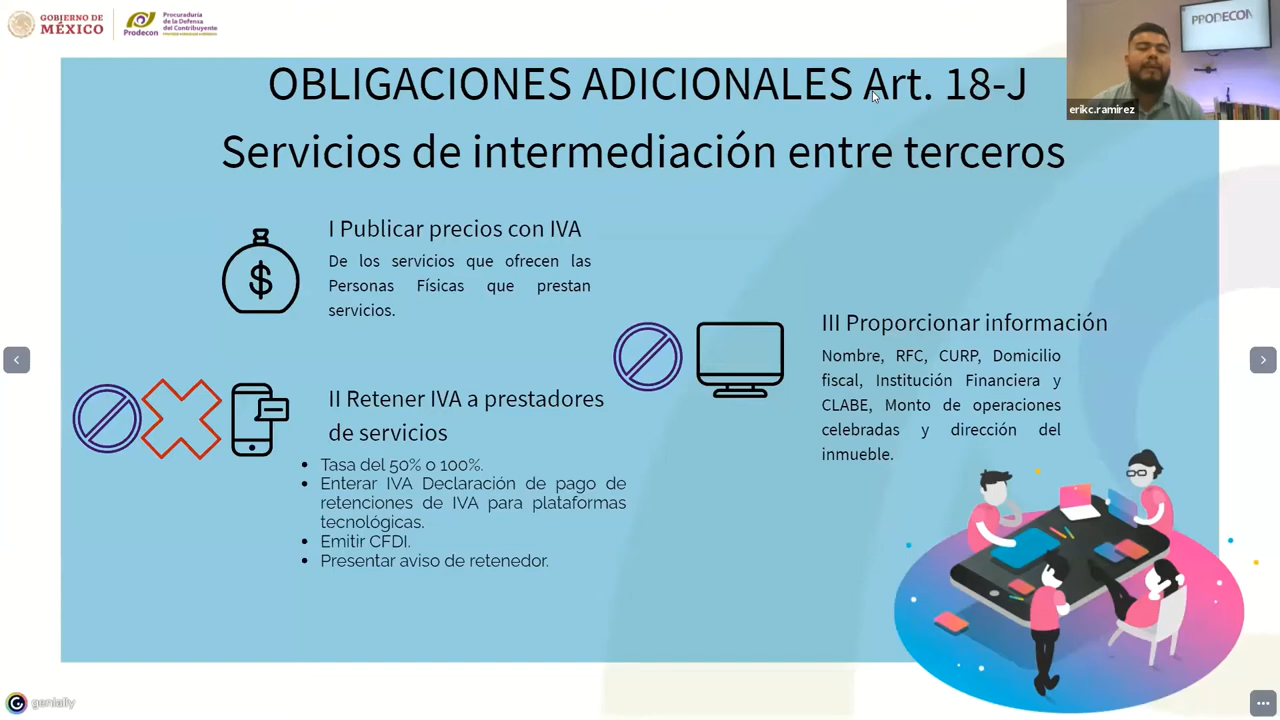 GOBIERNO DE
MÉXICO
Procuraduría
de la Defensa
del Contribuyente
Prodecon
PRODECON
erikc.ramirez
OBLIGACIONES ADICIONALES Art. 18-J
Servicios de intermediación entre terceros
I Publicar precios con IVA
De los servicios que ofrecen las
Personas Físicas que prestan
servicios.
II Retener IVA a prestadores
de servicios
• Tasa del 50% o 100%.
• Enterar IVA Declaración de pago de
retenciones de IVA para plataformas
tecnológicas.
• Emitir CFDI.
• Presentar aviso de retenedor.
III Proporcionar información
Nombre, RFC, CURP, Domicilio
fiscal, Institución Financiera y
CLABE, Monto de operaciones
celebradas y dirección del
inmueble.
genially